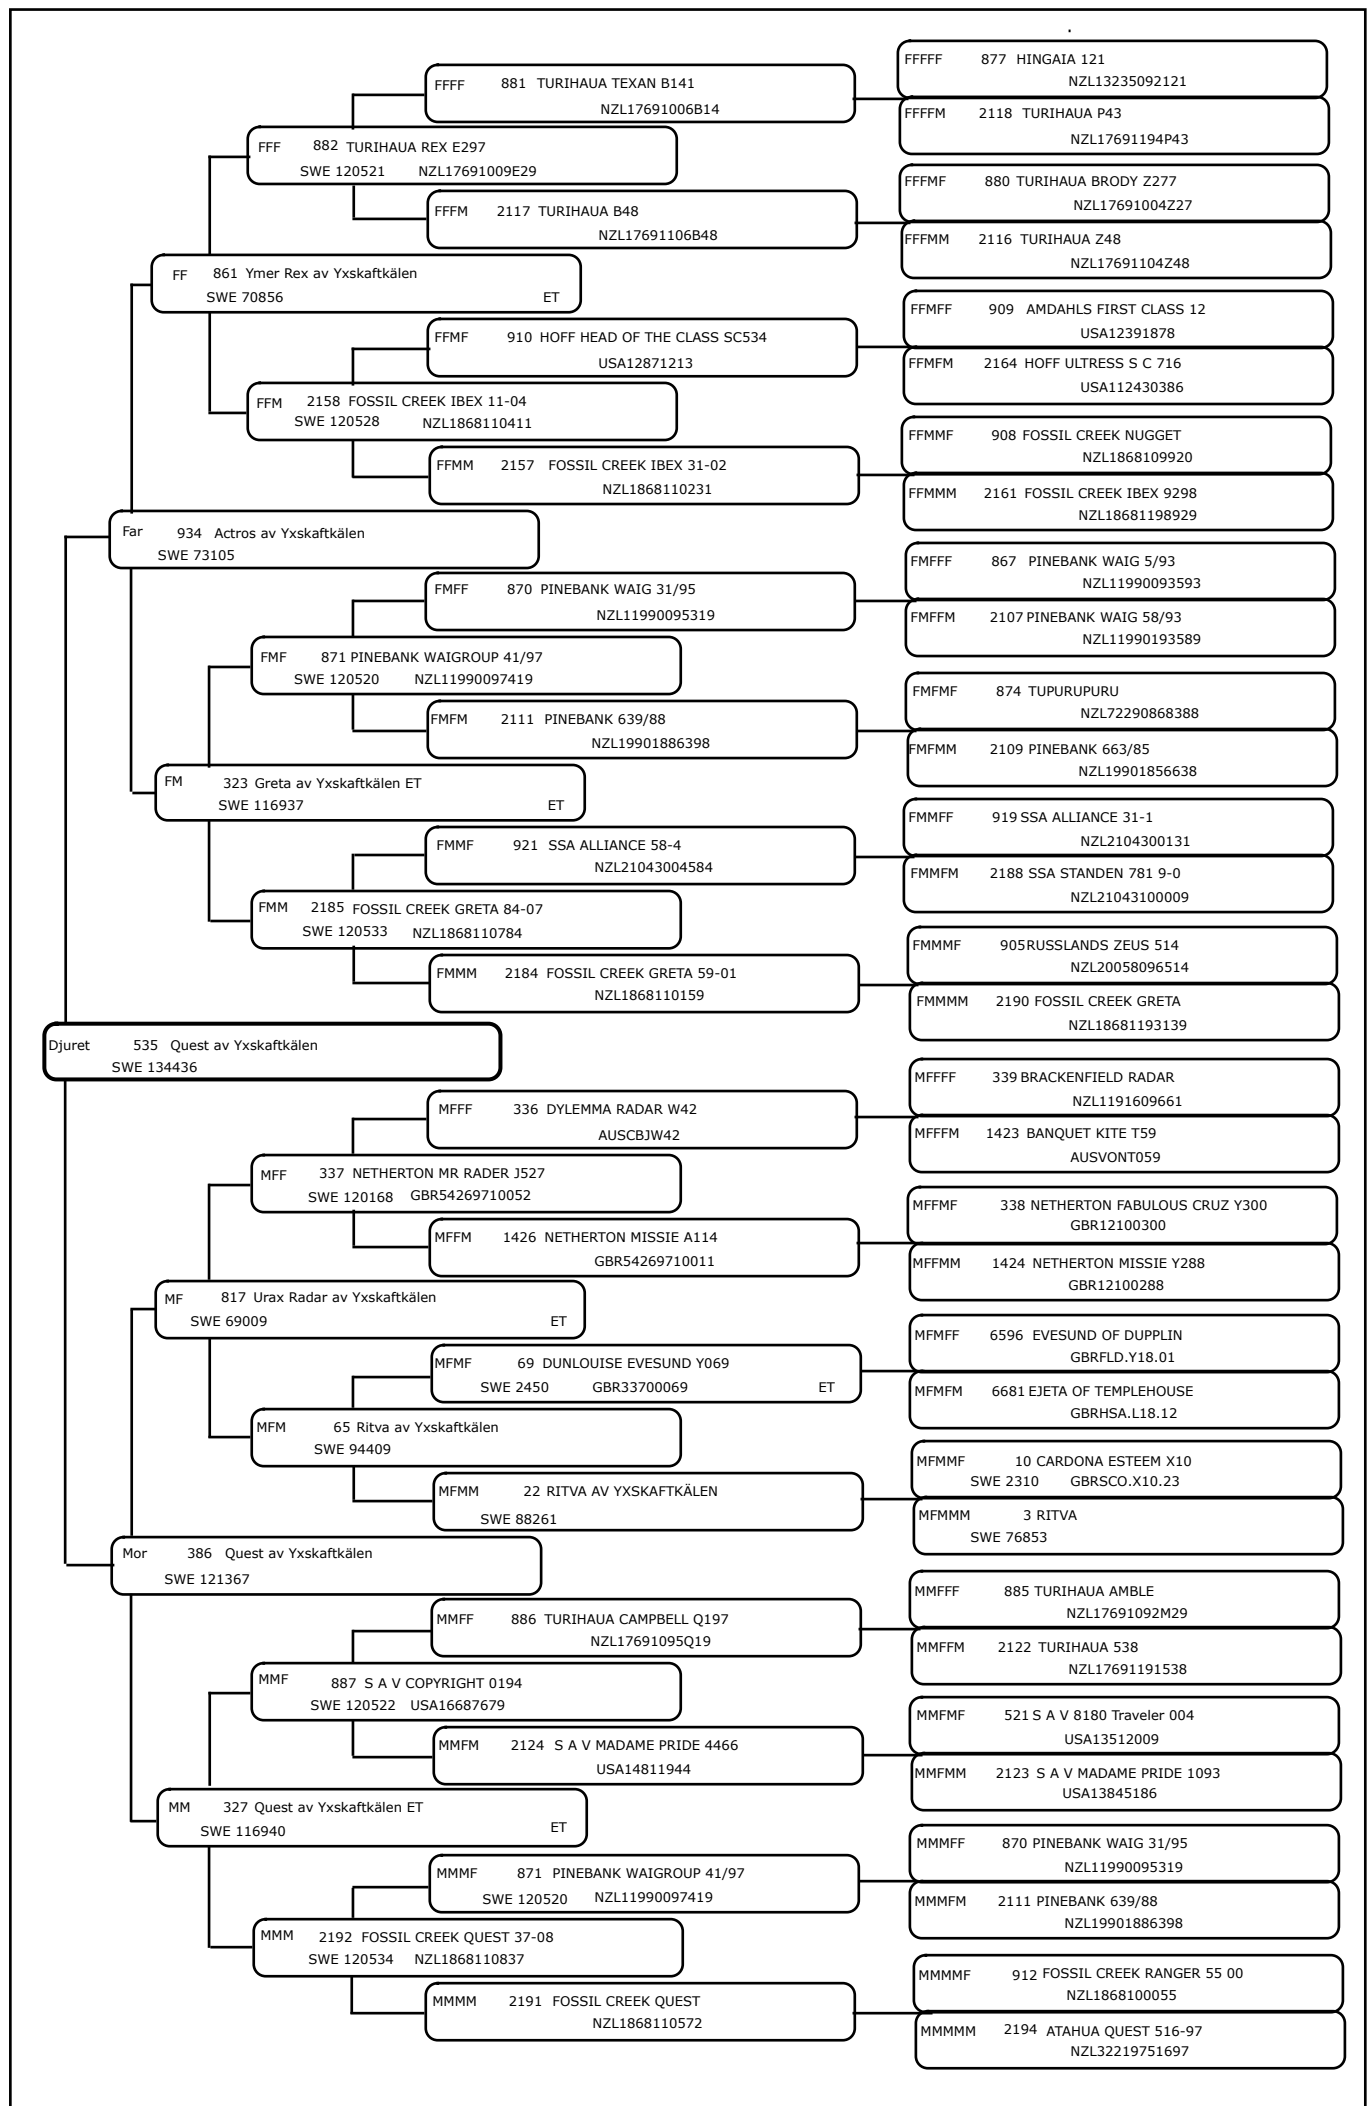 FFFFF 877 HINGAIA 121
NZL13235092121
FFFF 881 TURIHAUA TEXAN B141
NZL17691006B14
FFFFM 2118 TURIHAUA P43
NZL17691194P43
FFF 882 TURIHAUA REX E297
SWE 120521 NZL17691009E29
FFFMF 880 TURIHAUA BRODY Z277
NZL17691004Z27
FFFM 2117 TURIHAUA B48
NZL17691106B48
FFFMM 2116 TURIHAUA Z48
NZL17691104Z48
FF 861 Ymer Rex av Yxskaftkälen
SWE 70856 ET
FFMFF 909 AMDAHLS FIRST CLASS 12
USA12391878
FFMF 910 HOFF HEAD OF THE CLASS SC534
USA12871213
FFMFM 2164 HOFF ULTRESS S C 716
USA112430386
FFM 2158 FOSSIL CREEK IBEX 11-04
SWE 120528 NZL1868110411
FFMMF 908 FOSSIL CREEK NUGGET
NZL1868109920
FFMM 2157 FOSSIL CREEK IBEX 31-02
NZL1868110231
FFMMM 2161 FOSSIL CREEK IBEX 9298
NZL18681198929
Far 934 Actros av Yxskaftkälen
SWE 73105
FMFFF 867 PINEBANK WAIG 5/93
NZL11990093593
FMFF 870 PINEBANK WAIG 31/95
NZL11990095319
FMFFM 2107 PINEBANK WAIG 58/93
NZL11990193589
FMF 871 PINEBANK WAIGROUP 41/97
SWE 120520 NZL11990097419
FMFMF 874 TUPURUPURU
NZL72290868388
FMFM 2111 PINEBANK 639/88
NZL19901886398
FMFMM 2109 PINEBANK 663/85
NZL19901856638
FM 323 Greta av Yxskaftkälen ET
SWE 116937 ET
FMMFF 919 SSA ALLIANCE 31-1
NZL2104300131
FMMF 921 SSA ALLIANCE 58-4
NZL21043004584
FMMFM 2188 SSA STANDEN 781 9-0
NZL21043100009
FMM 2185 FOSSIL CREEK GRETA 84-07
SWE 120533 NZL1868110784
FMMMF 905 RUSSLANDS ZEUS 514
NZL20058096514
FMMM 2184 FOSSIL CREEK GRETA 59-01
NZL1868110159
FMMMM 2190 FOSSIL CREEK GRETA
NZL18681193139
Djuret 535 Quest av Yxskaftkälen
SWE 134436
MFFFF 339 BRACKENFIELD RADAR
NZL1191609661
MFFF 336 DYLEMMA RADAR W42
AUSCBJW42
MFFFM 1423 BANQUET KITE T59
AUSVONT059
MFF 337 NETHERTON MR RADER J527
SWE 120168 GBR54269710052
MFFMF 338 NETHERTON FABULOUS CRUZ Y300
GBR12100300
MFFM 1426 NETHERTON MISSIE A114
GBR54269710011
MFFMM 1424 NETHERTON MISSIE Y288
GBR12100288
MF 817 Urax Radar av Yxskaftkälen
SWE 69009 ET
MFMFF 6596 EVESUND OF DUPPLIN
GBRFLD.Y18.01
MFMF 69 DUNLOUISE EVESUND Y069
SWE 2450 GBR33700069 ET
MFMFM 6681 EJETA OF TEMPLEHOUSE
GBRHSA.L18.12
MFM 65 Ritva av Yxskaftkälen
SWE 94409
MFMMF 10 CARDONA ESTEEM X10
SWE 2310 GBRSCO.X10.23
MFMM 22 RITVA AV YXSKAFTKÄLEN
SWE 88261
MFMMM 3 RITVA
SWE 76853
Mor 386 Quest av Yxskaftkälen
SWE 121367
MMFFF 885 TURIHAUA AMBLE
NZL17691092M29
MMFF 886 TURIHAUA CAMPBELL Q197
NZL17691095Q19
MMFFM 2122 TURIHAUA 538
NZL17691191538
MMF 887 S A V COPYRIGHT 0194
SWE 120522 USA16687679
MMFMF 521 S A V 8180 Traveler 004
USA13512009
MMFM 2124 S A V MADAME PRIDE 4466
USA14811944
MMFMM 2123 S A V MADAME PRIDE 1093
USA13845186
MM 327 Quest av Yxskaftkälen ET
SWE 116940 ET
MMMFF 870 PINEBANK WAIG 31/95
NZL11990095319
MMMF 871 PINEBANK WAIGROUP 41/97
SWE 120520 NZL11990097419
MMMFM 2111 PINEBANK 639/88
NZL19901886398
MMM 2192 FOSSIL CREEK QUEST 37-08
SWE 120534 NZL1868110837
MMMMF 912 FOSSIL CREEK RANGER 55 00
NZL1868100055
MMMM 2191 FOSSIL CREEK QUEST
NZL1868110572
MMMMM 2194 ATAHUA QUEST 516-97
NZL32219751697